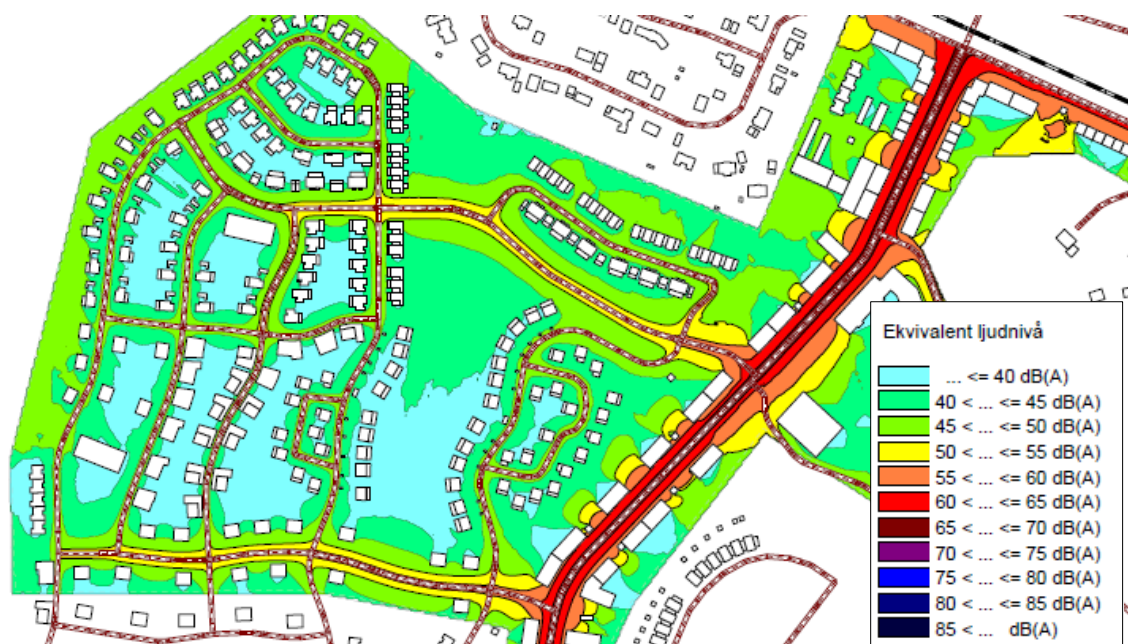 Ekvivalent ljudnivå
... <= 40 dB(A)
40 < ... <= 45 dB(A)
45 < ... <= 50 dB(A)
50 < ... <= 55 dB(A)
55 < ... <= 60 dB(A)
60 < ... <= 65 dB(A)
65 < ... <= 70 dB(A)
70 < ... <= 75 dB(A)
75 < ... <= 80 dB(A)
80 < ... <= 85 dB(A)
85 < ... dB(A)